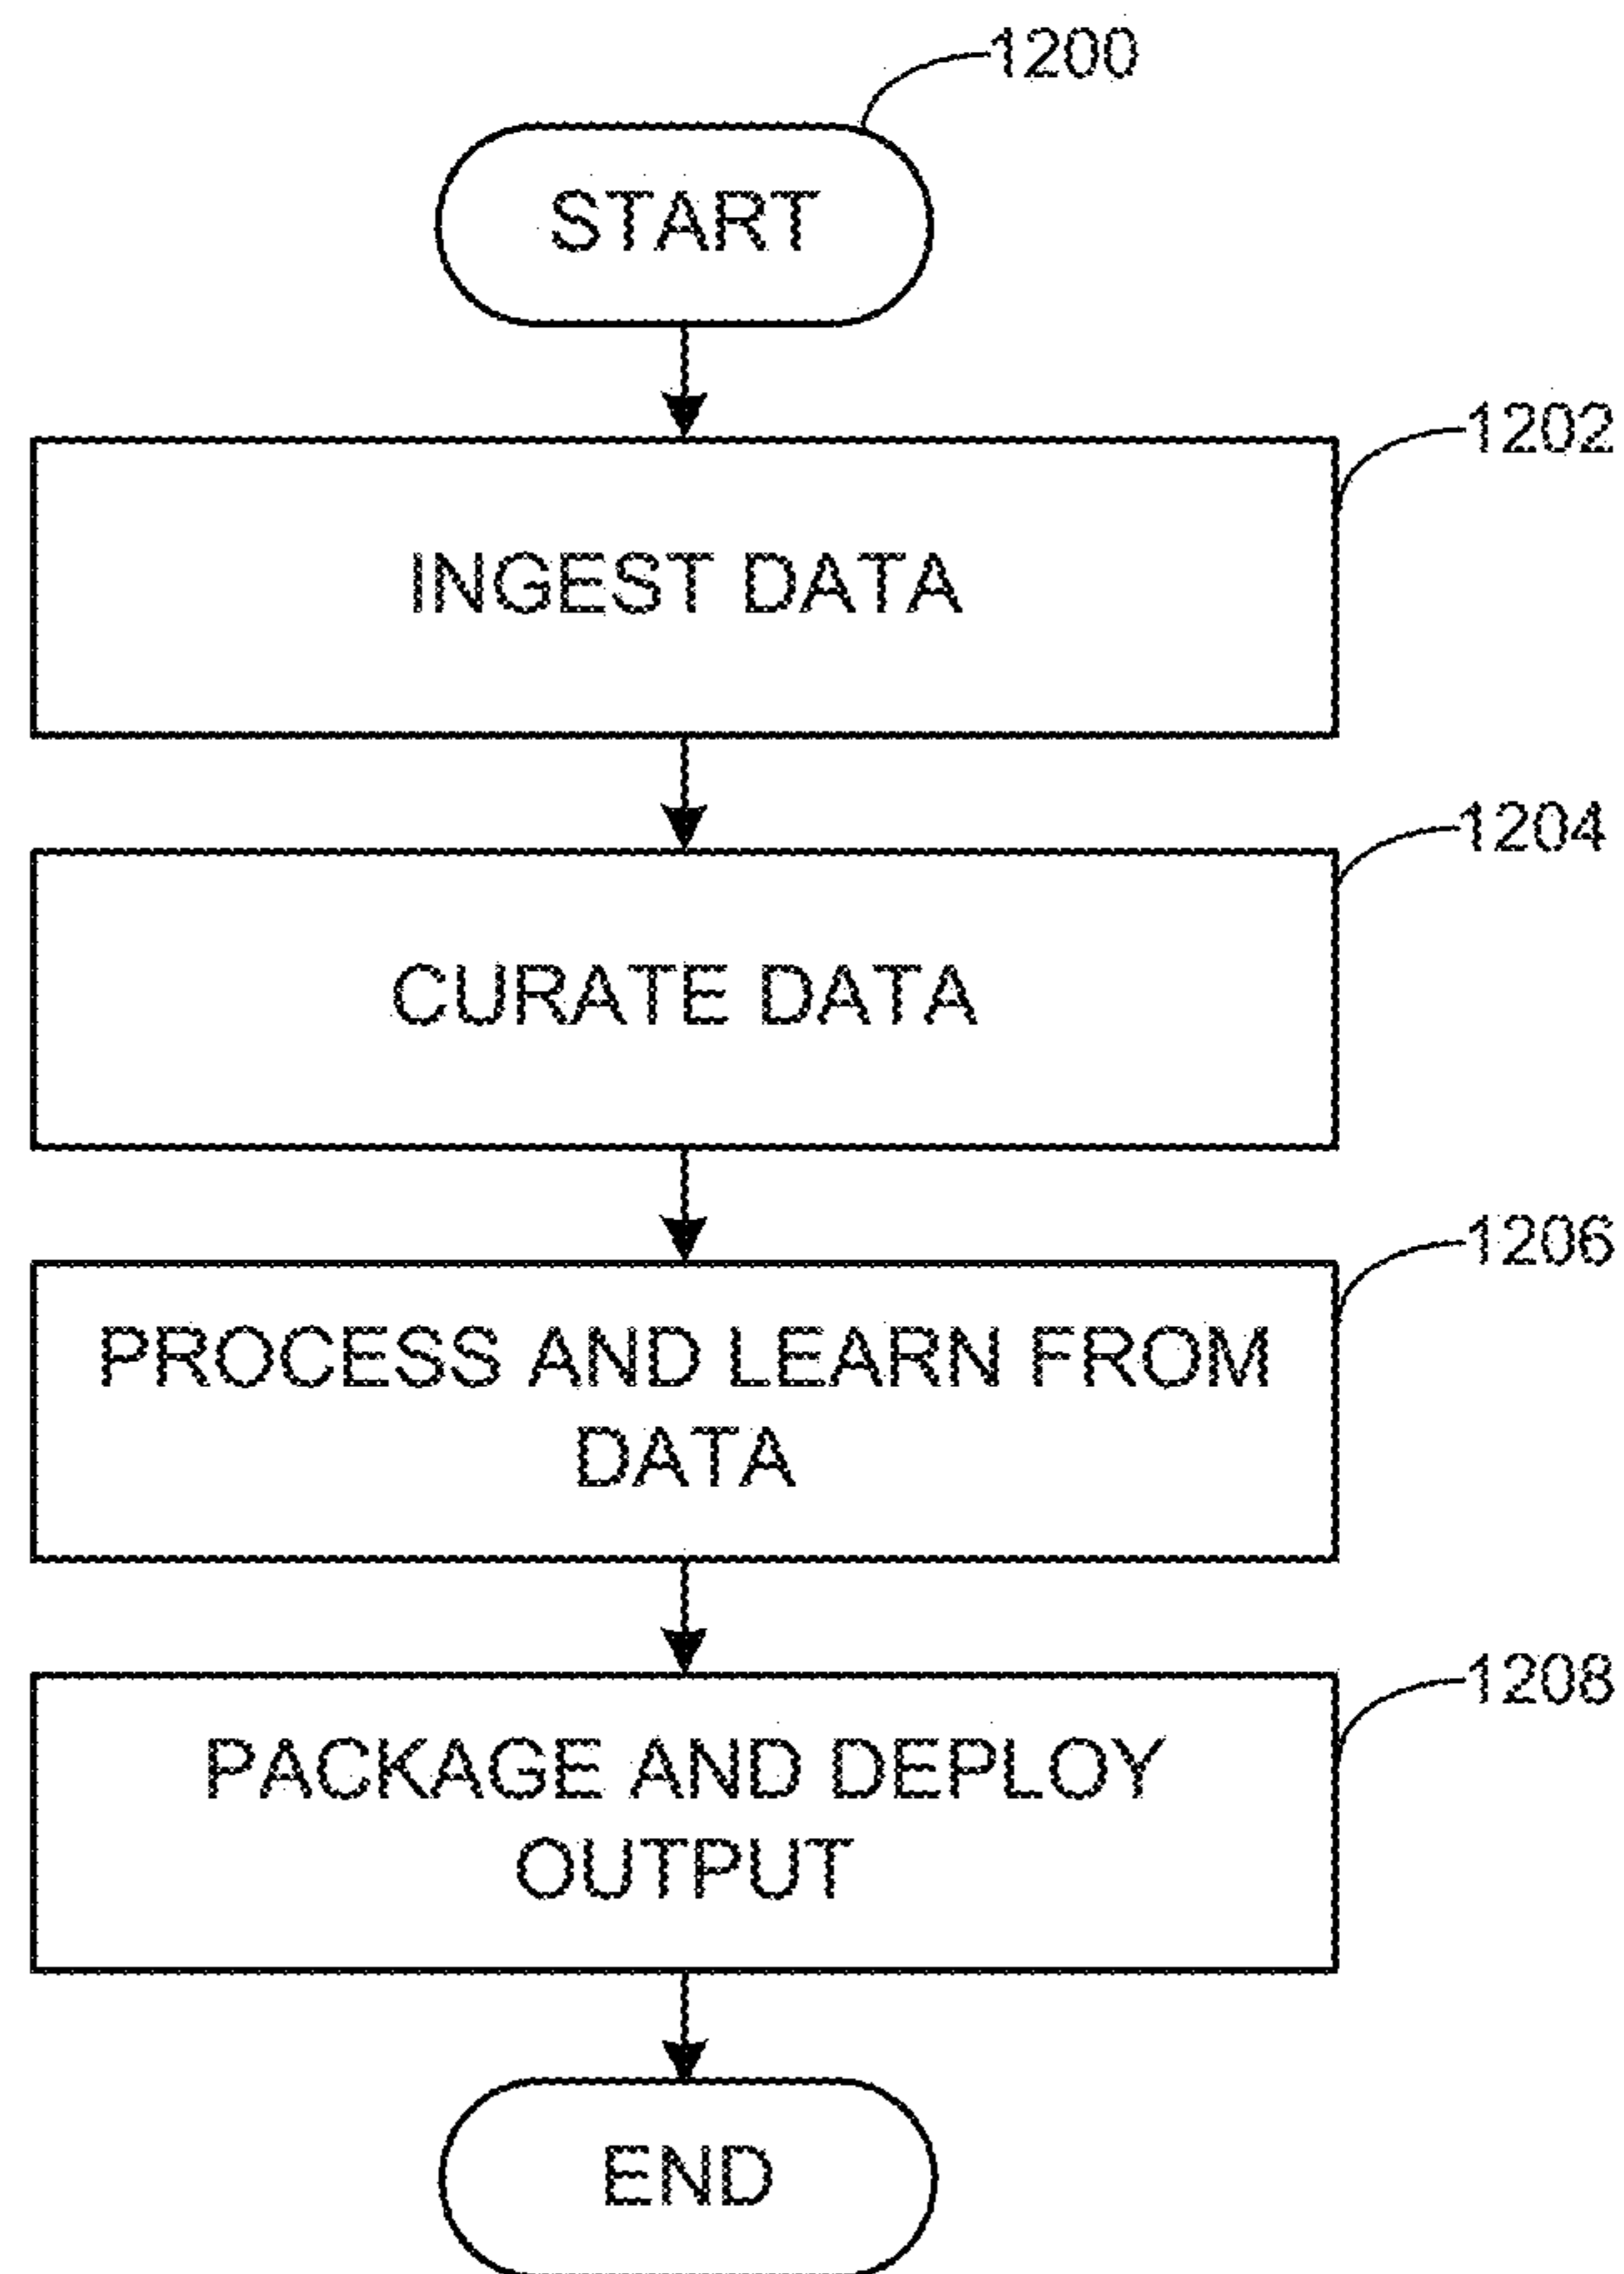 1200
START
1202
INGEST DATA
1204
CURATE DATA
1206
PROCESS AND LEARN FROM
DATA
1208
PACKAGE AND DEPLOY
OUTPUT
END